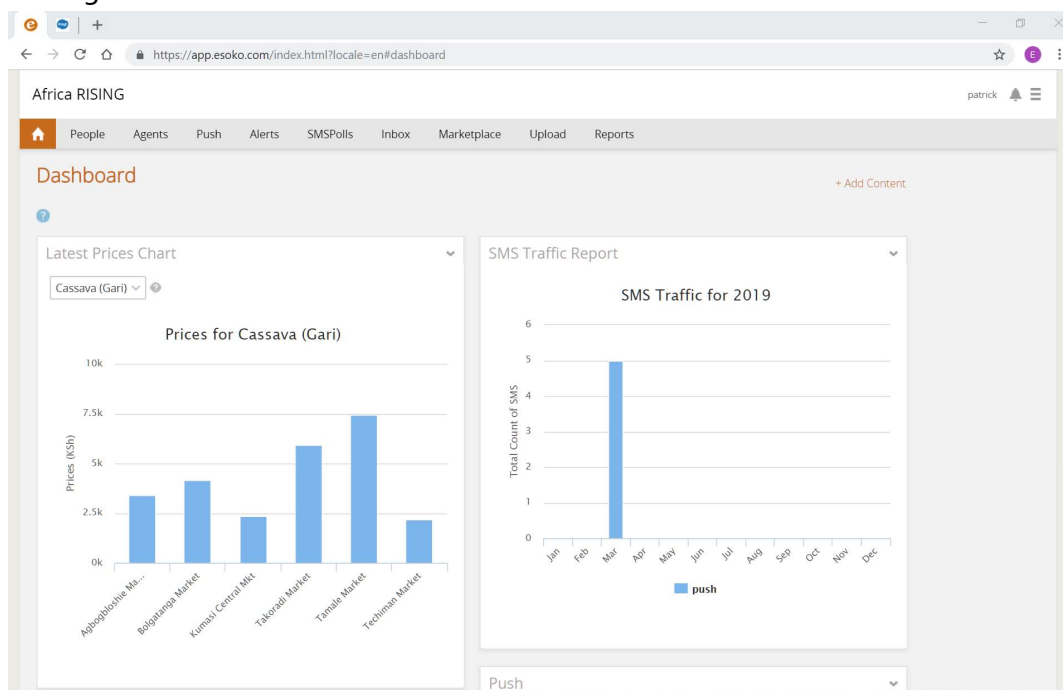 https://app.esoko.com/index.html?locale=en#dashboard
E
Africa RISING
patrick
People Agents Push Alerts SMSPolls Inbox Marketplace Upload Reports
Dashboard
+ Add Content
?
Latest Prices Chart
Cassava (Gari) ?
Prices for Cassava (Gari)
10k
7.5k
5k
2.5k
0k
Prices (KSh)
Agbogbloshie Ma...
Bolgatanga Market
Kumasi Central Mkt
Takoradi Market
Tamale Market
Techiman Market
SMS Traffic Report
SMS Traffic for 2019
6
5
4
3
2
1
0
Total Count of SMS
Jan Feb Mar Apr May Jun Jul Aug Sep Oct Nov Dec
push
Push